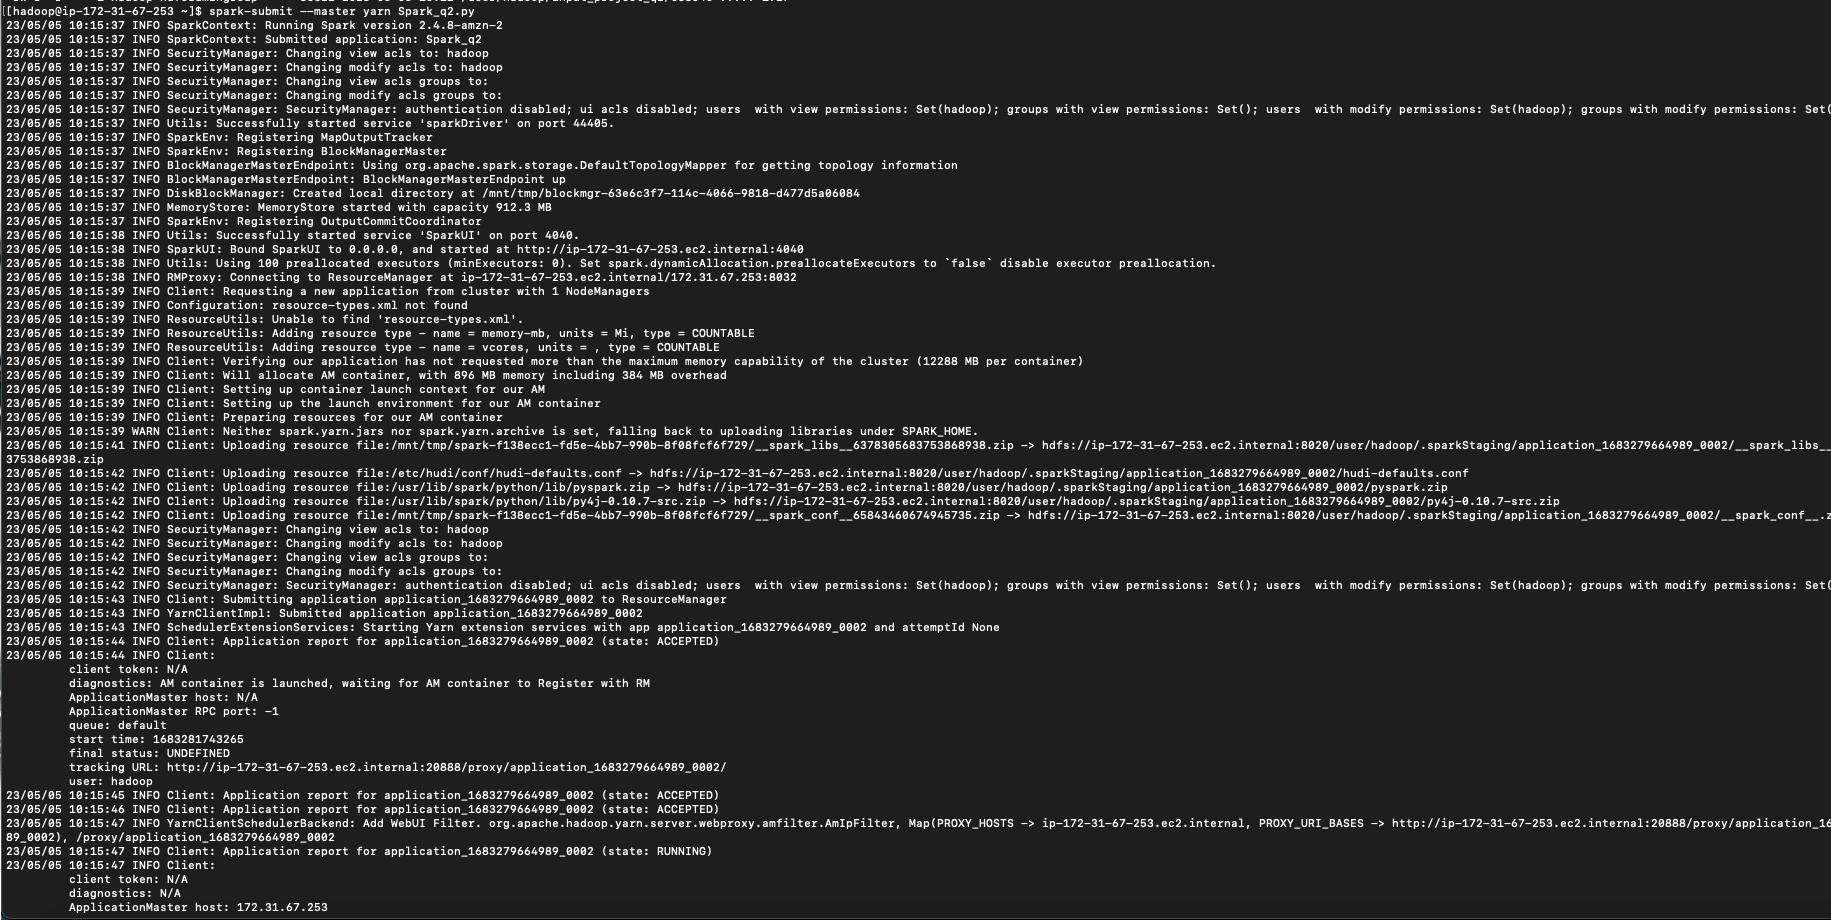 [[hadoop@ip-172-31-67-253 ~]$ spark-submit --master yarn Spark_q2.py
23/05/05 10:15:37 INFO SparkContext: Running Spark version 2.4.8-amzn-2
23/05/05 10:15:37 INFO SparkContext: Submitted application: Spark_q2
23/05/05 10:15:37 INFO SecurityManager: Changing view acls to: hadoop
23/05/05 10:15:37 INFO SecurityManager: Changing modify acls to: hadoop
23/05/05 10:15:37 INFO SecurityManager: Changing view acls groups to:
23/05/05 10:15:37 INFO SecurityManager: Changing modify acls groups to:
23/05/05 10:15:37 INFO SecurityManager: SecurityManager: authentication disabled; ui acls disabled; users  with view permissions: Set(hadoop); groups with view permissions: Set(); users  with modify permissions: Set(hadoop); groups with modify permissions: Set(
23/05/05 10:15:37 INFO Utils: Successfully started service 'sparkDriver' on port 44405.
23/05/05 10:15:37 INFO SparkEnv: Registering MapOutputTracker
23/05/05 10:15:37 INFO SparkEnv: Registering BlockManagerMaster
23/05/05 10:15:37 INFO BlockManagerMasterEndpoint: Using org.apache.spark.storage.DefaultTopologyMapper for getting topology information
23/05/05 10:15:37 INFO BlockManagerMasterEndpoint: BlockManagerMasterEndpoint up
23/05/05 10:15:37 INFO DiskBlockManager: Created local directory at /mnt/tmp/blockmgr-63e6c3f7-114c-4066-9818-d477d5a06084
23/05/05 10:15:37 INFO MemoryStore: MemoryStore started with capacity 912.3 MB
23/05/05 10:15:37 INFO SparkEnv: Registering OutputCommitCoordinator
23/05/05 10:15:38 INFO Utils: Successfully started service 'SparkUI' on port 4040.
23/05/05 10:15:38 INFO SparkUI: Bound SparkUI to 0.0.0.0, and started at http://ip-172-31-67-253.ec2.internal:4040
23/05/05 10:15:38 INFO Utils: Using 100 preallocated executors (minExecutors: 0). Set spark.dynamicAllocation.preallocateExecutors to `false` disable executor preallocation.
23/05/05 10:15:38 INFO RMProxy: Connecting to ResourceManager at ip-172-31-67-253.ec2.internal/172.31.67.253:8032
23/05/05 10:15:39 INFO Client: Requesting a new application from cluster with 1 NodeManagers
23/05/05 10:15:39 INFO Configuration: resource-types.xml not found
23/05/05 10:15:39 INFO ResourceUtils: Unable to find 'resource-types.xml'.
23/05/05 10:15:39 INFO ResourceUtils: Adding resource type - name = memory-mb, units = Mi, type = COUNTABLE
23/05/05 10:15:39 INFO ResourceUtils: Adding resource type - name = vcores, units = , type = COUNTABLE
23/05/05 10:15:39 INFO Client: Verifying our application has not requested more than the maximum memory capability of the cluster (12288 MB per container)
23/05/05 10:15:39 INFO Client: Will allocate AM container, with 896 MB memory including 384 MB overhead
23/05/05 10:15:39 INFO Client: Setting up container launch context for our AM
23/05/05 10:15:39 INFO Client: Setting up the launch environment for our AM container
23/05/05 10:15:39 INFO Client: Preparing resources for our AM container
23/05/05 10:15:39 WARN Client: Neither spark.yarn.jars nor spark.yarn.archive is set, falling back to uploading libraries under SPARK_HOME.
23/05/05 10:15:41 INFO Client: Uploading resource file:/mnt/tmp/spark-f138ecc1-fd5e-4bb7-990b-8f08fcf6f729/__spark_libs__6378305683753868938.zip -> hdfs://ip-172-31-67-253.ec2.internal:8020/user/hadoop/.sparkStaging/application_1683279664989_0002/__spark_libs__
3753868938.zip
23/05/05 10:15:42 INFO Client: Uploading resource file:/etc/hudi/conf/hudi-defaults.conf -> hdfs://ip-172-31-67-253.ec2.internal:8020/user/hadoop/.sparkStaging/application_1683279664989_0002/hudi-defaults.conf
23/05/05 10:15:42 INFO Client: Uploading resource file:/usr/lib/spark/python/lib/pyspark.zip -> hdfs://ip-172-31-67-253.ec2.internal:8020/user/hadoop/.sparkStaging/application_1683279664989_0002/pyspark.zip
23/05/05 10:15:42 INFO Client: Uploading resource file:/usr/lib/spark/python/lib/py4j-0.10.7-src.zip -> hdfs://ip-172-31-67-253.ec2.internal:8020/user/hadoop/.sparkStaging/application_1683279664989_0002/py4j-0.10.7-src.zip
23/05/05 10:15:42 INFO Client: Uploading resource file:/mnt/tmp/spark-f138ecc1-fd5e-4bb7-990b-8f08fcf6f729/__spark_conf__65843460674945735.zip -> hdfs://ip-172-31-67-253.ec2.internal:8020/user/hadoop/.sparkStaging/application_1683279664989_0002/__spark_conf__.z
23/05/05 10:15:42 INFO SecurityManager: Changing view acls to: hadoop
23/05/05 10:15:42 INFO SecurityManager: Changing modify acls to: hadoop
23/05/05 10:15:42 INFO SecurityManager: Changing view acls groups to:
23/05/05 10:15:42 INFO SecurityManager: Changing modify acls groups to:
23/05/05 10:15:42 INFO SecurityManager: SecurityManager: authentication disabled; ui acls disabled; users  with view permissions: Set(hadoop); groups with view permissions: Set(); users  with modify permissions: Set(hadoop); groups with modify permissions: Set(
23/05/05 10:15:43 INFO Client: Submitting application application_1683279664989_0002 to ResourceManager
23/05/05 10:15:43 INFO YarnClientImpl: Submitted application application_1683279664989_0002
23/05/05 10:15:43 INFO SchedulerExtensionServices: Starting Yarn extension services with app application_1683279664989_0002 and attemptId None
23/05/05 10:15:44 INFO Client: Application report for application_1683279664989_0002 (state: ACCEPTED)
23/05/05 10:15:44 INFO Client:
client token: N/A
diagnostics: AM container is launched, waiting for AM container to Register with RM
ApplicationMaster host: N/A
ApplicationMaster RPC port: -1
queue: default
start time: 1683281743265
final status: UNDEFINED
tracking URL: http://ip-172-31-67-253.ec2.internal:20888/proxy/application_1683279664989_0002/
user: hadoop
23/05/05 10:15:45 INFO Client: Application report for application_1683279664989_0002 (state: ACCEPTED)
23/05/05 10:15:46 INFO Client: Application report for application_1683279664989_0002 (state: ACCEPTED)
23/05/05 10:15:47 INFO YarnClientSchedulerBackend: Add WebUI Filter. org.apache.hadoop.yarn.server.webproxy.amfilter.AmIpFilter, Map(PROXY_HOSTS -> ip-172-31-67-253.ec2.internal, PROXY_URI_BASES -> http://ip-172-31-67-253.ec2.internal:20888/proxy/application_16
89_0002), /proxy/application_1683279664989_0002
23/05/05 10:15:47 INFO Client: Application report for application_1683279664989_0002 (state: RUNNING)
23/05/05 10:15:47 INFO Client:
client token: N/A
diagnostics: N/A
ApplicationMaster host: 172.31.67.253